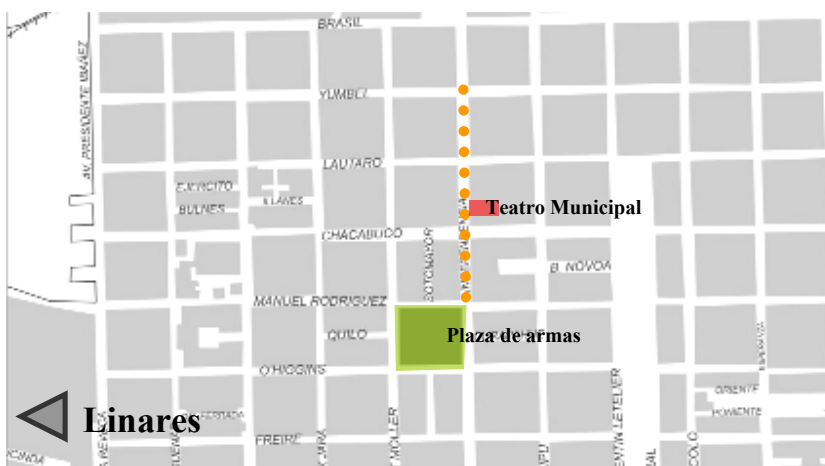 BRASIL
AV. PRESIDENTE IBAÑEZ
YUMBEL
LAUTARO
EJERCITO
BULNES
Teatro Municipal
CHACABUCO
SOTOMAYOR
B. NOVOA
MANUEL RODRIGUEZ
QUILO
Plaza de armas
O'HIGGINS
ORIENTE
PONIENTE
Linares
FREIRE